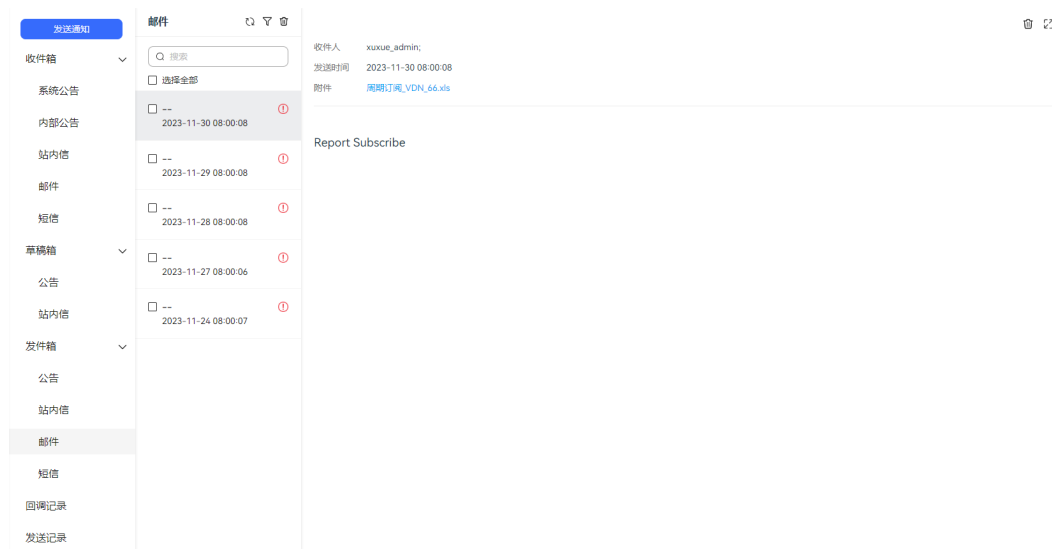 发送通知
收件箱
系统公告
内部公告
站内信
邮件
短信
草稿箱
公告
站内信
发件箱
公告
站内信
邮件
短信
回调记录
发送记录
邮件
搜索
选择全部
--
2023-11-30 08:00:08
--
2023-11-29 08:00:08
--
2023-11-28 08:00:08
--
2023-11-27 08:00:06
--
2023-11-24 08:00:07
收件人 xuxue_admin;
发送时间 2023-11-30 08:00:08
附件 周期订阅_VDN_66.xls
Report Subscribe